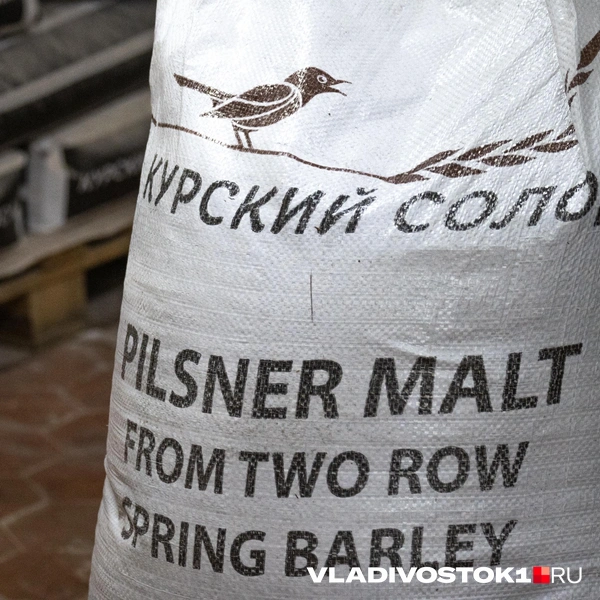 КУРСКИЙ СОЛО
PILSNER MALT
FROM TWO ROW
SPRING BARLEY
VLADIVOSTOK1.RU